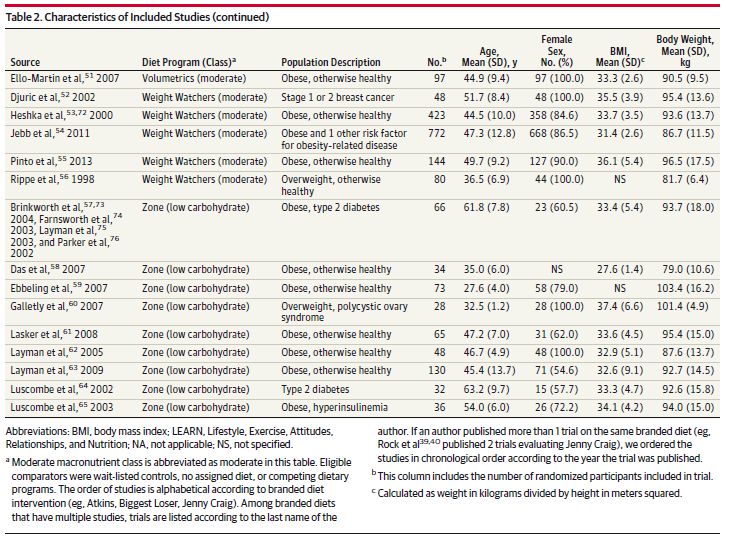 Table 2. Characteristics of Included Studies (continued)
Source Diet Program (Class)a Population Description No.b Age, Mean (SD), y Female Sex, No. (%) BMI, Mean (SD)c Body Weight, Mean (SD), kg
Ello-Martin et al,51 2007 Volumetrics (moderate) Obese, otherwise healthy 97 44.9 (9.4) 97 (100.0) 33.3 (2.6) 90.5 (9.5)
Djuric et al,52 2002 Weight Watchers (moderate) Stage 1 or 2 breast cancer 48 51.7 (8.4) 48 (100.0) 35.5 (3.9) 95.4 (13.6)
Heshka et al,53,72 2000 Weight Watchers (moderate) Obese, otherwise healthy 423 44.5 (10.0) 358 (84.6) 33.7 (3.5) 93.6 (13.7)
Jebb et al,54 2011 Weight Watchers (moderate) Obese and 1 other risk factor 772 47.3 (12.8) 668 (86.5) 31.4 (2.6) 86.7 (11.5)
for obesity-related disease
Pinto et al,55 2013 Weight Watchers (moderate) Obese, otherwise healthy 144 49.7 (9.2) 127 (90.0) 36.1 (5.4) 96.5 (17.5)
Rippe et al,56 1998 Weight Watchers (moderate) Overweight, otherwise 80 36.5 (6.9) 44 (100.0) NS 81.7 (6.4)
healthy
Brinkworth et al,57,73 Zone (low carbohydrate) Obese, type 2 diabetes 66 61.8 (7.8) 23 (60.5) 33.4 (5.4) 93.7 (18.0)
2004, Farnsworth et al,74
2003, Layman et al,75
2003, and Parker et al,76
2002
Das et al,58 2007 Zone (low carbohydrate) Obese, otherwise healthy 34 35.0 (6.0) NS 27.6 (1.4) 79.0 (10.6)
Ebbeling et al,59 2007 Zone (low carbohydrate) Obese, otherwise healthy 73 27.6 (4.0) 58 (79.0) NS 103.4 (16.2)
Galletly et al,60 2007 Zone (low carbohydrate) Overweight, polycystic ovary 28 32.5 (1.2) 28 (100.0) 37.4 (6.6) 101.4 (4.9)
syndrome
Lasker et al,61 2008 Zone (low carbohydrate) Obese, otherwise healthy 65 47.2 (7.0) 31 (62.0) 33.6 (4.5) 95.4 (15.0)
Layman et al,62 2005 Zone (low carbohydrate) Obese, otherwise healthy 48 46.7 (4.9) 48 (100.0) 32.9 (5.1) 87.6 (13.7)
Layman et al,63 2009 Zone (low carbohydrate) Obese, otherwise healthy 130 45.4 (13.7) 71 (54.6) 32.6 (9.1) 92.7 (14.5)
Luscombe et al,64 2002 Zone (low carbohydrate) Type 2 diabetes 32 63.2 (9.7) 15 (57.7) 33.3 (4.7) 92.6 (15.8)
Luscombe et al,65 2003 Zone (low carbohydrate) Obese, hyperinsulinemia 36 54.0 (6.0) 26 (72.2) 34.1 (4.2) 94.0 (15.0)
Abbreviations: BMI, body mass index; LEARN, Lifestyle, Exercise, Attitudes,
Relationships, and Nutrition; NA, not applicable; NS, not specified.
a Moderate macronutrient class is abbreviated as moderate in this table. Eligible
comparators were wait-listed controls, no assigned diet, or competing dietary
programs. The order of studies is alphabetical according to branded diet
intervention (eg, Atkins, Biggest Loser, Jenny Craig). Among branded diets
that have multiple studies, trials are listed according to the last name of the
author. If an author published more than 1 trial on the same branded diet (eg,
Rock et al39,40 published 2 trials evaluating Jenny Craig), we ordered the
studies in chronological order according to the year the trial was published.
b This column includes the number of randomized participants included in trial.
c Calculated as weight in kilograms divided by height in meters squared.